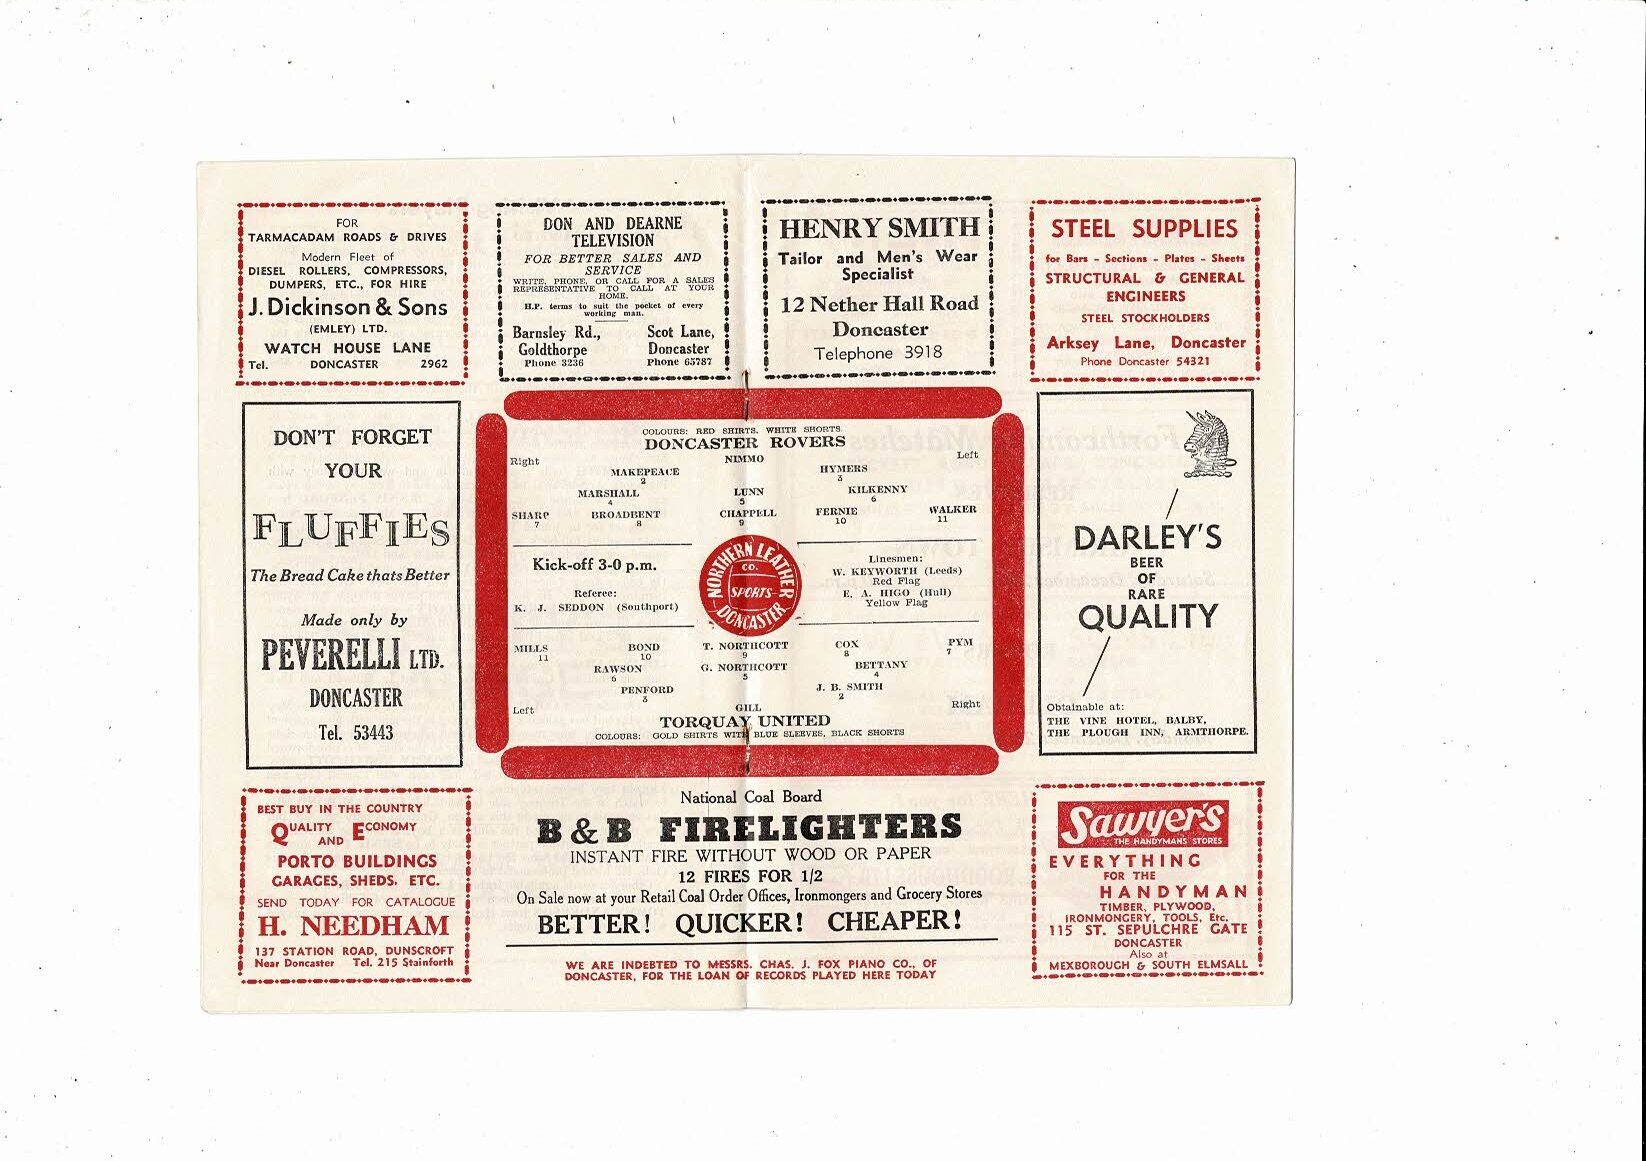 FOR
TARMACADAM ROADS & DRIVES
Modern Fleet of
DIESEL ROLLERS, COMPRESSORS,
DUMPERS, ETC., FOR HIRE
J. Dickinson & Sons
(EMLEY) LTD.
WATCH HOUSE LANE
Tel. DONCASTER 2962
DON AND DEARNE
TELEVISION
FOR BETTER SALES AND
SERVICE
WRITE, PHONE, OR CALL FOR A SALES
REPRESENTATIVE TO CALL AT YOUR
HOME.
H.P. terms to suit the pocket of every
working man.
Barnsley Rd., Scot Lane,
Goldthorpe Doncaster
Phone 3236 Phone 65787
HENRY SMITH
Tailor and Men's Wear
Specialist
12 Nether Hall Road
Doncaster
Telephone 3918
STEEL SUPPLIES
for Bars - Sections - Plates - Sheets
STRUCTURAL & GENERAL
ENGINEERS
STEEL STOCKHOLDERS
Arksey Lane, Doncaster
Phone Doncaster 54321
DON'T FORGET
YOUR
FLUFFIES
The Bread Cake thats Better
Made only by
PEVERELLI LTD.
DONCASTER
Tel. 53443
COLOURS: RED SHIRTS, WHITE SHORTS
DONCASTER ROVERS
Right NIMMO Left
MAKEPEACE HYMERS
2 3
MARSHALL LUNN KILKENNY
4 5 6
SHARP BROADBENT CHAPPELL FERNIE WALKER
7 8 9 10 11
Kick-off 3-0 p.m.
Referee:
K. J. SEDDON (Southport)
NORTHERN LEATHER
CO.
SPORTS
DONCASTER
Linesmen:
W. KEYWORTH (Leeds)
Red Flag
E. A. HIGO (Hull)
Yellow Flag
MILLS BOND T. NORTHCOTT COX PYM
11 10 9 8 7
RAWSON G. NORTHCOTT BETTANY
6 5 4
PENFORD J. B. SMITH
3 2
Left GILL Right
TORQUAY UNITED
COLOURS: GOLD SHIRTS WITH BLUE SLEEVES, BLACK SHORTS
DARLEY'S
BEER
OF
RARE
QUALITY
Obtainable at:
THE VINE HOTEL, BALBY,
THE PLOUGH INN, ARMTHORPE.
BEST BUY IN THE COUNTRY
QUALITY AND ECONOMY
PORTO BUILDINGS
GARAGES, SHEDS, ETC.
SEND TODAY FOR CATALOGUE
H. NEEDHAM
137 STATION ROAD, DUNSCROFT
Near Doncaster Tel. 215 Stainforth
National Coal Board
B & B FIRELIGHTERS
INSTANT FIRE WITHOUT WOOD OR PAPER
12 FIRES FOR 1/2
On Sale now at your Retail Coal Order Offices, Ironmongers and Grocery Stores
BETTER! QUICKER! CHEAPER!
WE ARE INDEBTED TO MESSRS. CHAS. J. FOX PIANO CO., OF
DONCASTER, FOR THE LOAN OF RECORDS PLAYED HERE TODAY
Sawyer's
THE HANDYMANS STORES
EVERYTHING
FOR THE
HANDYMAN
TIMBER, PLYWOOD,
IRONMONGERY, TOOLS, Etc.
115 ST. SEPULCHRE GATE
DONCASTER
Also at
MEXBOROUGH & SOUTH ELMSALL